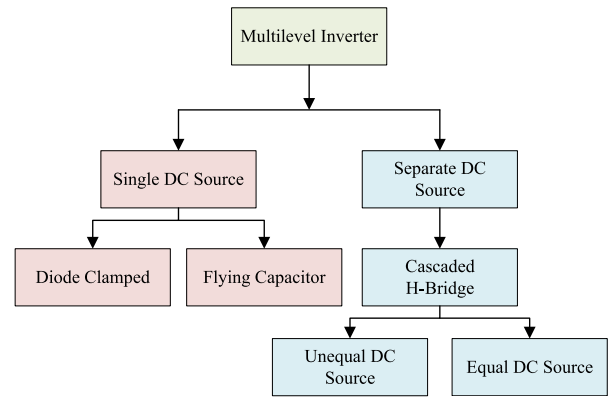 Multilevel Inverter
Single DC Source
Separate DC
Source
Diode Clamped
Flying Capacitor
Cascaded
H-Bridge
Unequal DC
Source
Equal DC Source